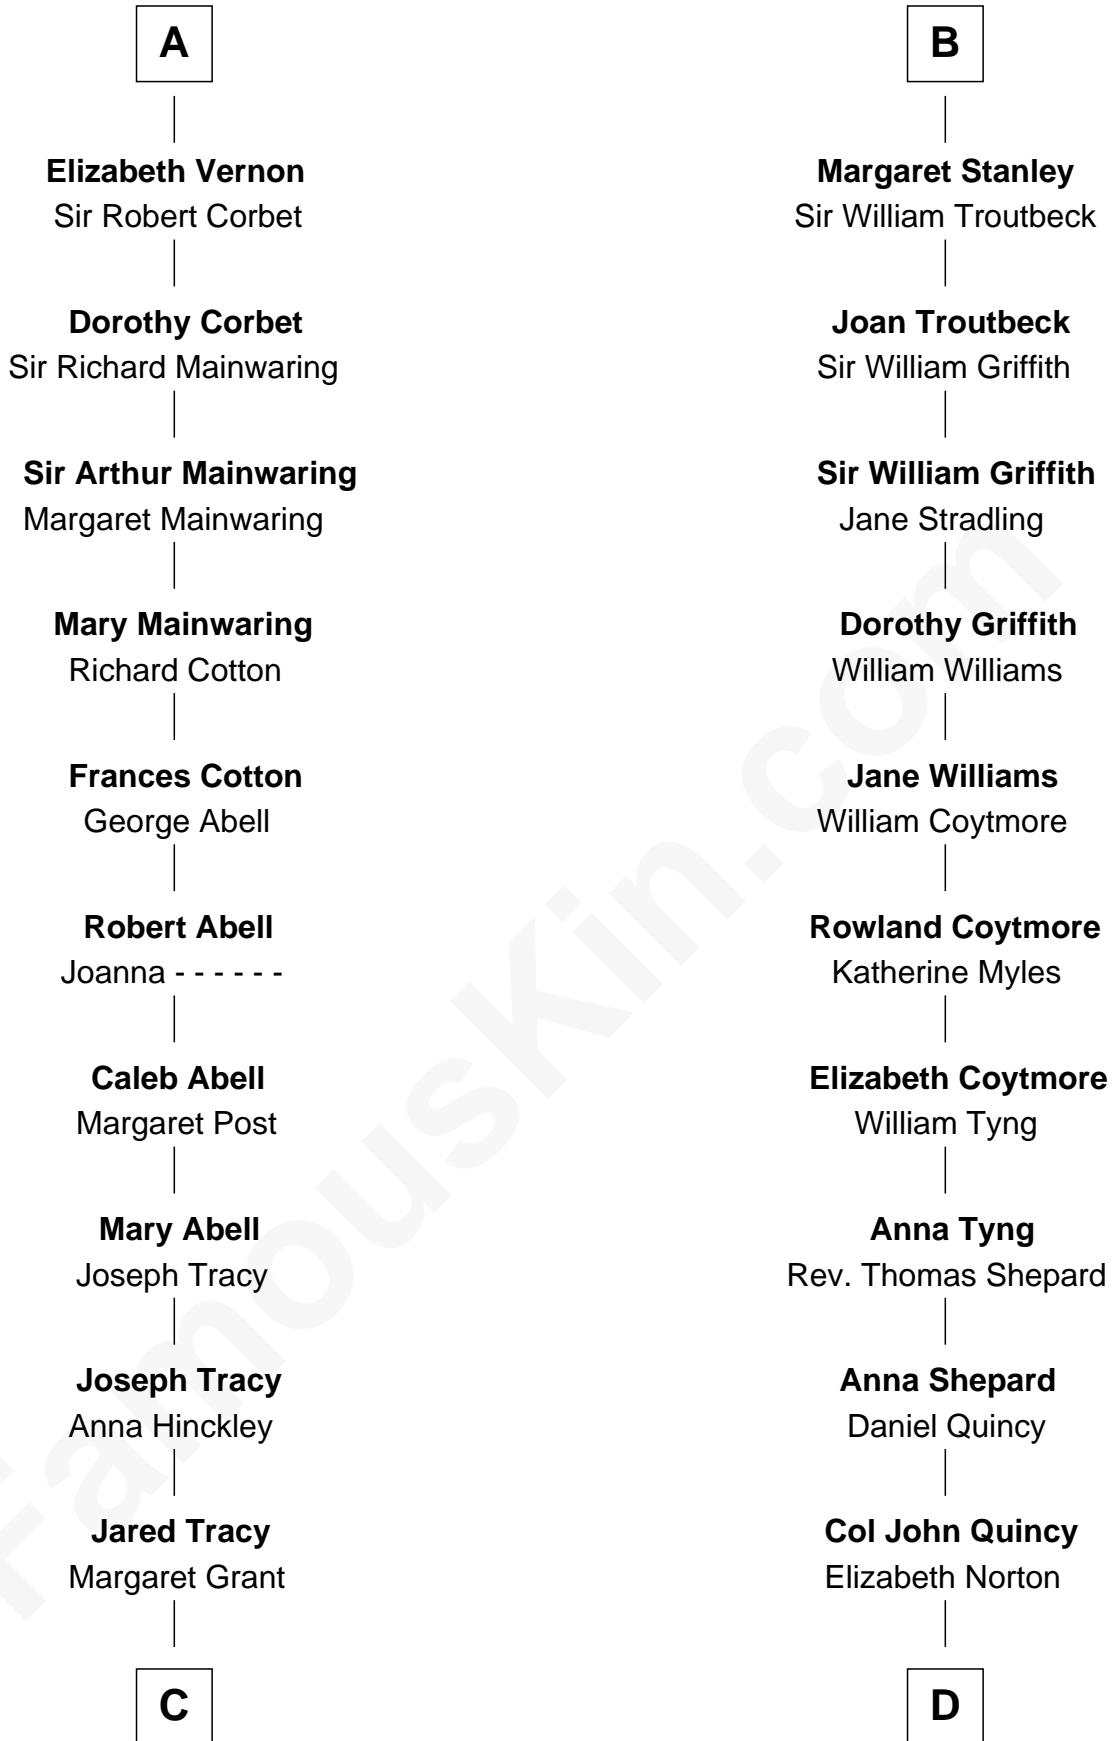 A
Elizabeth Vernon
Sir Robert Corbet
Dorothy Corbet
Sir Richard Mainwaring
Sir Arthur Mainwaring
Margaret Mainwaring
Mary Mainwaring
Richard Cotton
Frances Cotton
George Abell
Robert Abell
Joanna - - - - - -
Caleb Abell
Margaret Post
Mary Abell
Joseph Tracy
Joseph Tracy
Anna Hinckley
Jared Tracy
Margaret Grant
C
B
Margaret Stanley
Sir William Troutbeck
Joan Troutbeck
Sir William Griffith
Sir William Griffith
Jane Stradling
Dorothy Griffith
William Williams
Jane Williams
William Coytmore
Rowland Coytmore
Katherine Myles
Elizabeth Coytmore
William Tyng
Anna Tyng
Rev. Thomas Shepard
Anna Shepard
Daniel Quincy
Col John Quincy
Elizabeth Norton
D
FamousKin.com